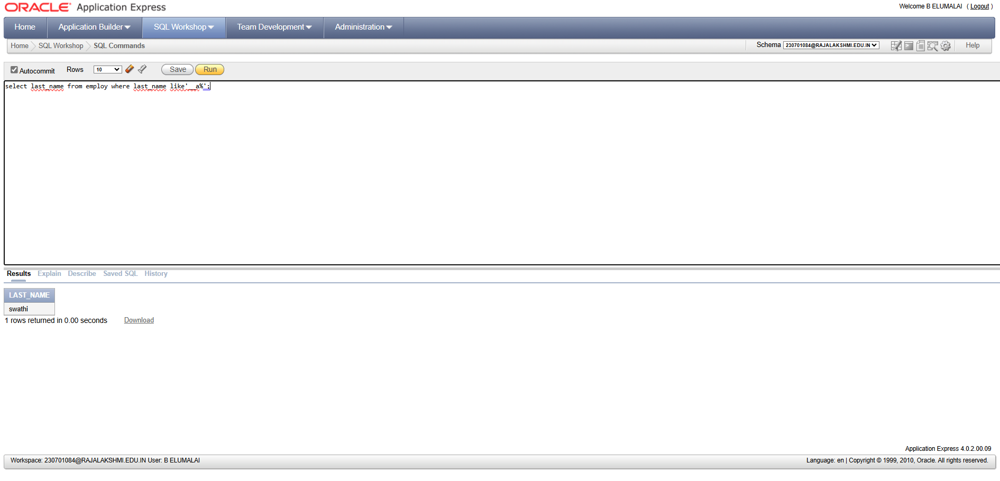 ORACLE Application Express
Welcome B ELUMALAI ( Logout )
Home Application Builder SQL Workshop Team Development Administration
Home SQL Workshop SQL Commands
Schema 230701084@RAJALAKSHMI.EDU.IN
Help
Autocommit Rows 10 Save Run
select last_name from employ where last_name like'__a%';
Results Explain Describe Saved SQL History
LAST_NAME
swathi
1 rows returned in 0.00 seconds Download
Application Express 4.0.2.00.09
Workspace: 230701084@RAJALAKSHMI.EDU.IN User: B ELUMALAI
Language: en | Copyright © 1999, 2010, Oracle. All rights reserved.